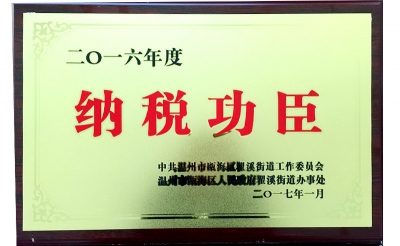 二〇一六年度
纳税功臣
中共温州市瓯海区瞿溪街道工作委员会
温州市瓯海区人民政府瞿溪街道办事处
二〇一七年一月